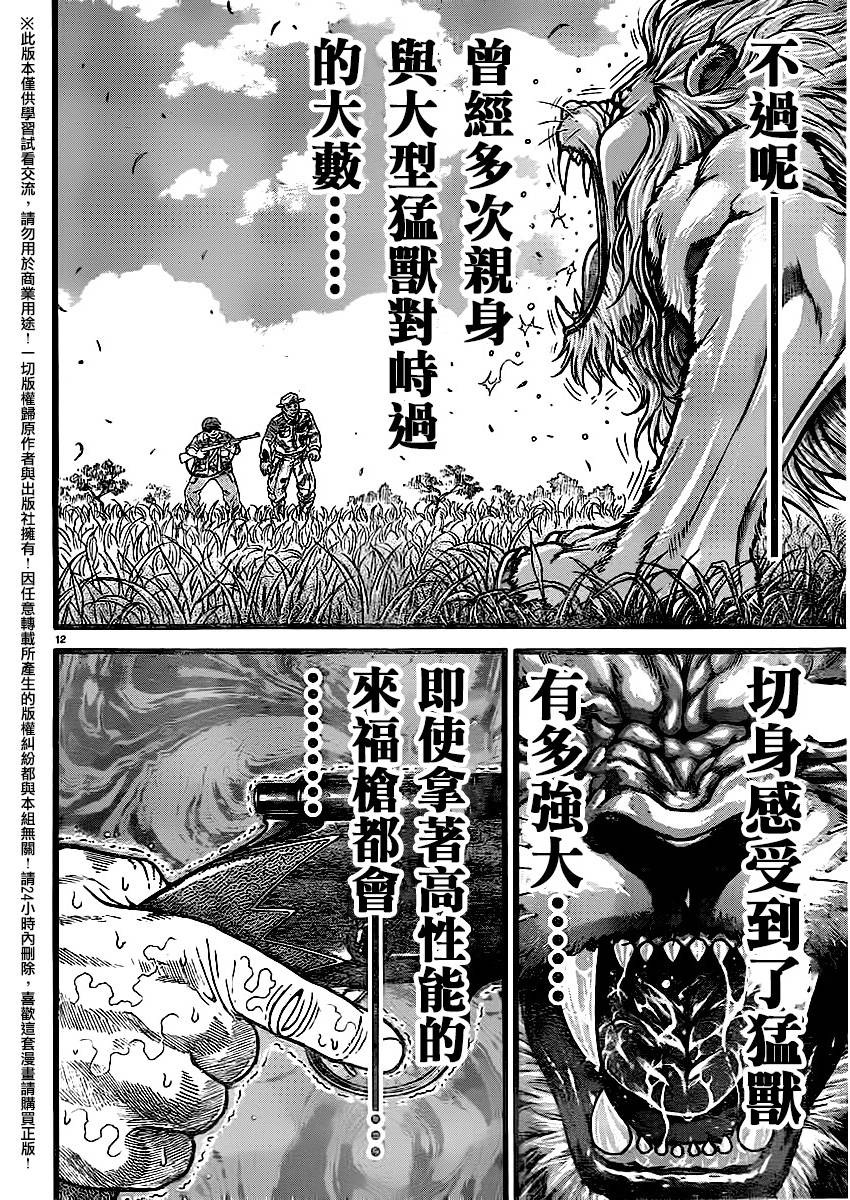 不過呢——
曾經多次親身
與大型猛獸對峙過
的大藪……
切身感受到了猛獸
有多強大……
即使拿著高性能的
來福槍都會——…
……
12
※此版本僅供學習試看交流，請勿用於商業用途！一切版權歸原作者與出版社擁有！因任意轉載所產生的版權糾紛都與本組無關！請24小時內刪除，喜歡這套漫畫請購買正版！